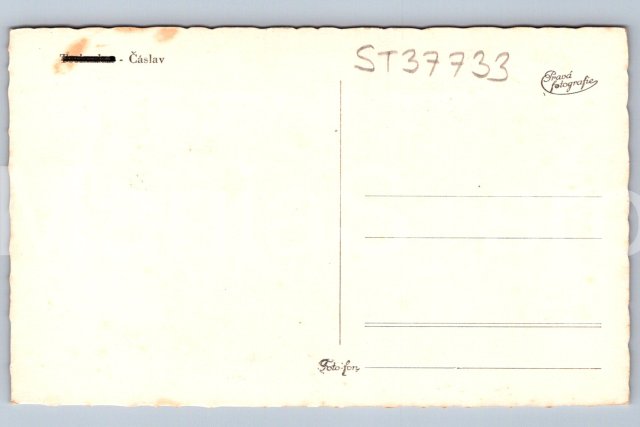 - Čáslav
ST37733
Pravá
fotografie
Foto-fon